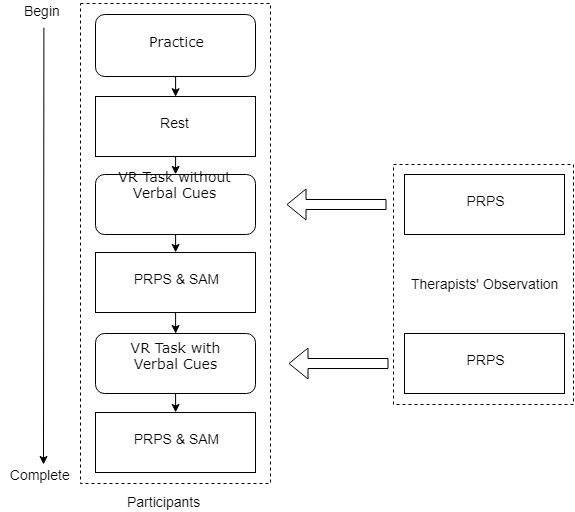 Begin
Practice
Rest
VR Task without
Verbal Cues
PRPS
PRPS & SAM
Therapists' Observation
VR Task with
Verbal Cues
PRPS
PRPS & SAM
Complete
Participants